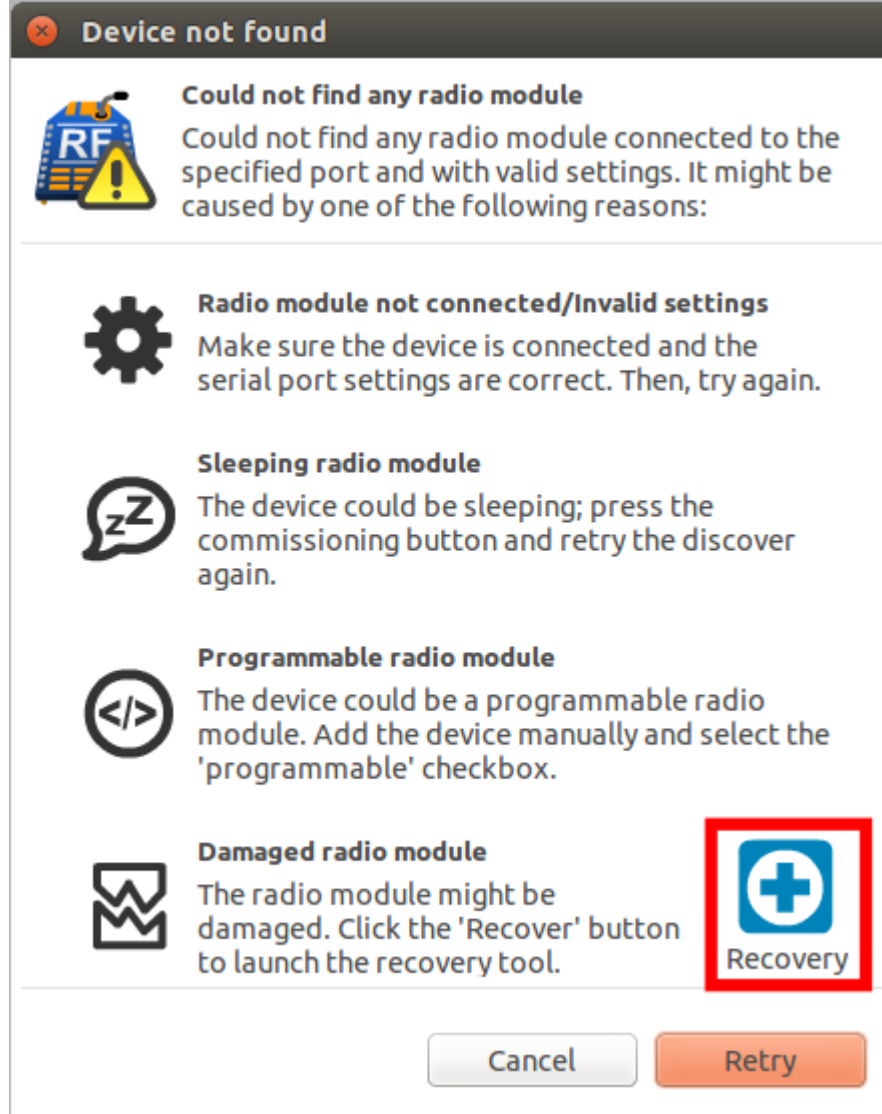 Device not found
Could not find any radio module
RF
Could not find any radio module connected to the
specified port and with valid settings. It might be
caused by one of the following reasons:
Radio module not connected/Invalid settings
Make sure the device is connected and the
serial port settings are correct. Then, try again.
Sleeping radio module
zZ
The device could be sleeping; press the
commissioning button and retry the discover
again.
Programmable radio module
</>
The device could be a programmable radio
module. Add the device manually and select the
'programmable' checkbox.
Damaged radio module
The radio module might be
damaged. Click the 'Recover' button
to launch the recovery tool.
Recovery
Cancel
Retry